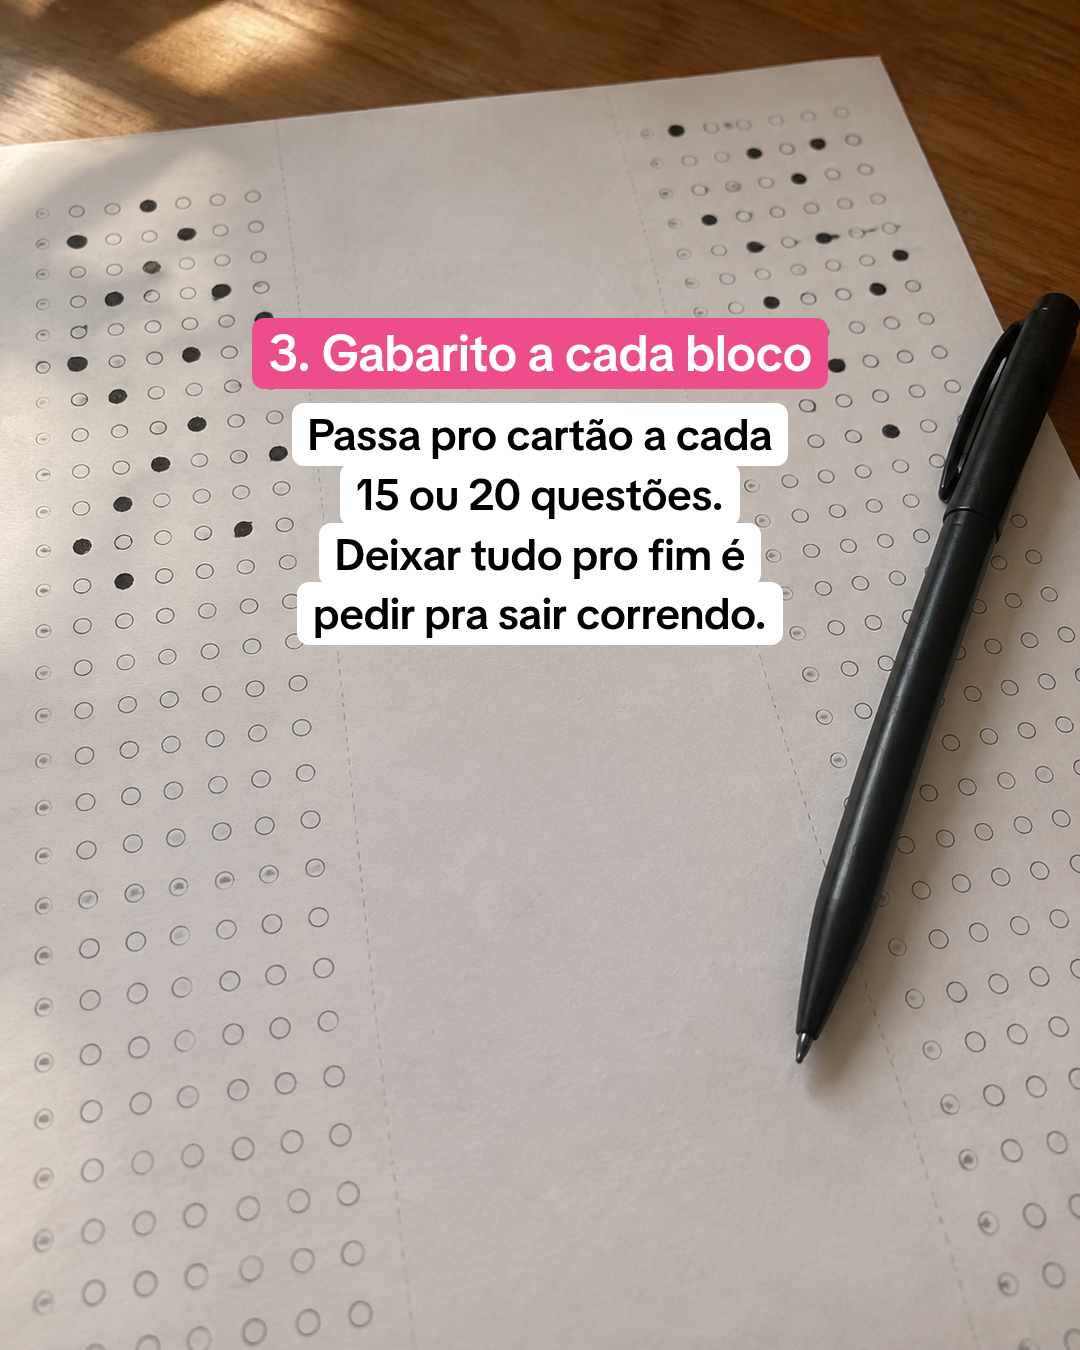 3. Gabarito a cada bloco
Passa pro cartão a cada
15 ou 20 questões.
Deixar tudo pro fim é
pedir pra sair correndo.